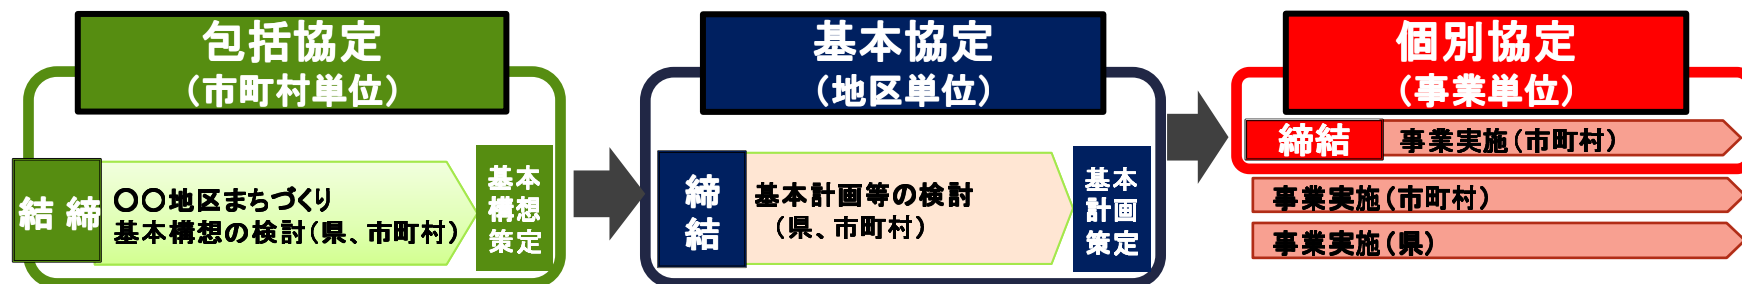 包括協定
（市町村単位）
結 締
〇〇地区まちづくり
基本構想の検討（県、市町村）
基本
構想
策定
基本協定
（地区単位）
締
結
基本計画等の検討
（県、市町村）
基本
計画
策定
個別協定
（事業単位）
締結
事業実施（市町村）
事業実施（市町村）
事業実施（県）